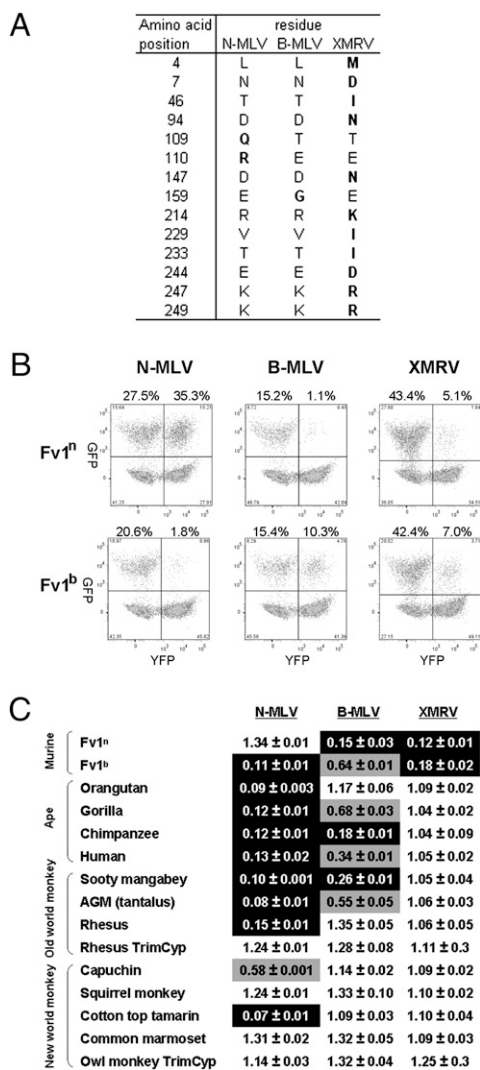 A
Amino acid position residue
N-MLV B-MLV XMRV
4 L L M
7 N N D
46 T T I
94 D D N
109 Q T T
110 R E E
147 D D N
159 E G E
214 R R K
229 V V I
233 T T I
244 E E D
247 K K R
249 K K R
B
N-MLV B-MLV XMRV
27.5% 35.3% 15.2% 1.1% 43.4% 5.1%
Fv1n
GFP
20.6% 1.8% 15.4% 10.3% 42.4% 7.0%
Fv1b
GFP
YFP YFP YFP
C
N-MLV B-MLV XMRV
Murine
Fv1n 1.34 ± 0.01 0.15 ± 0.03 0.12 ± 0.01
Fv1b 0.11 ± 0.01 0.64 ± 0.01 0.18 ± 0.02
Ape
Orangutan 0.09 ± 0.003 1.17 ± 0.06 1.09 ± 0.02
Gorilla 0.12 ± 0.01 0.68 ± 0.03 1.04 ± 0.02
Chimpanzee 0.12 ± 0.01 0.18 ± 0.01 1.04 ± 0.09
Human 0.13 ± 0.02 0.34 ± 0.01 1.05 ± 0.02
Old world monkey
Sooty mangabey 0.10 ± 0.001 0.26 ± 0.01 1.05 ± 0.04
AGM (tantalus) 0.08 ± 0.01 0.55 ± 0.05 1.06 ± 0.03
Rhesus 0.15 ± 0.01 1.35 ± 0.05 1.06 ± 0.05
Rhesus TrimCyp 1.24 ± 0.01 1.28 ± 0.08 1.11 ± 0.3
New world monkey
Capuchin 0.58 ± 0.001 1.14 ± 0.02 1.09 ± 0.02
Squirrel monkey 1.24 ± 0.01 1.33 ± 0.10 1.10 ± 0.02
Cotton top tamarin 0.07 ± 0.01 1.09 ± 0.03 1.10 ± 0.04
Common marmoset 1.31 ± 0.02 1.32 ± 0.05 1.09 ± 0.03
Owl monkey TrimCyp 1.14 ± 0.03 1.32 ± 0.04 1.25 ± 0.3